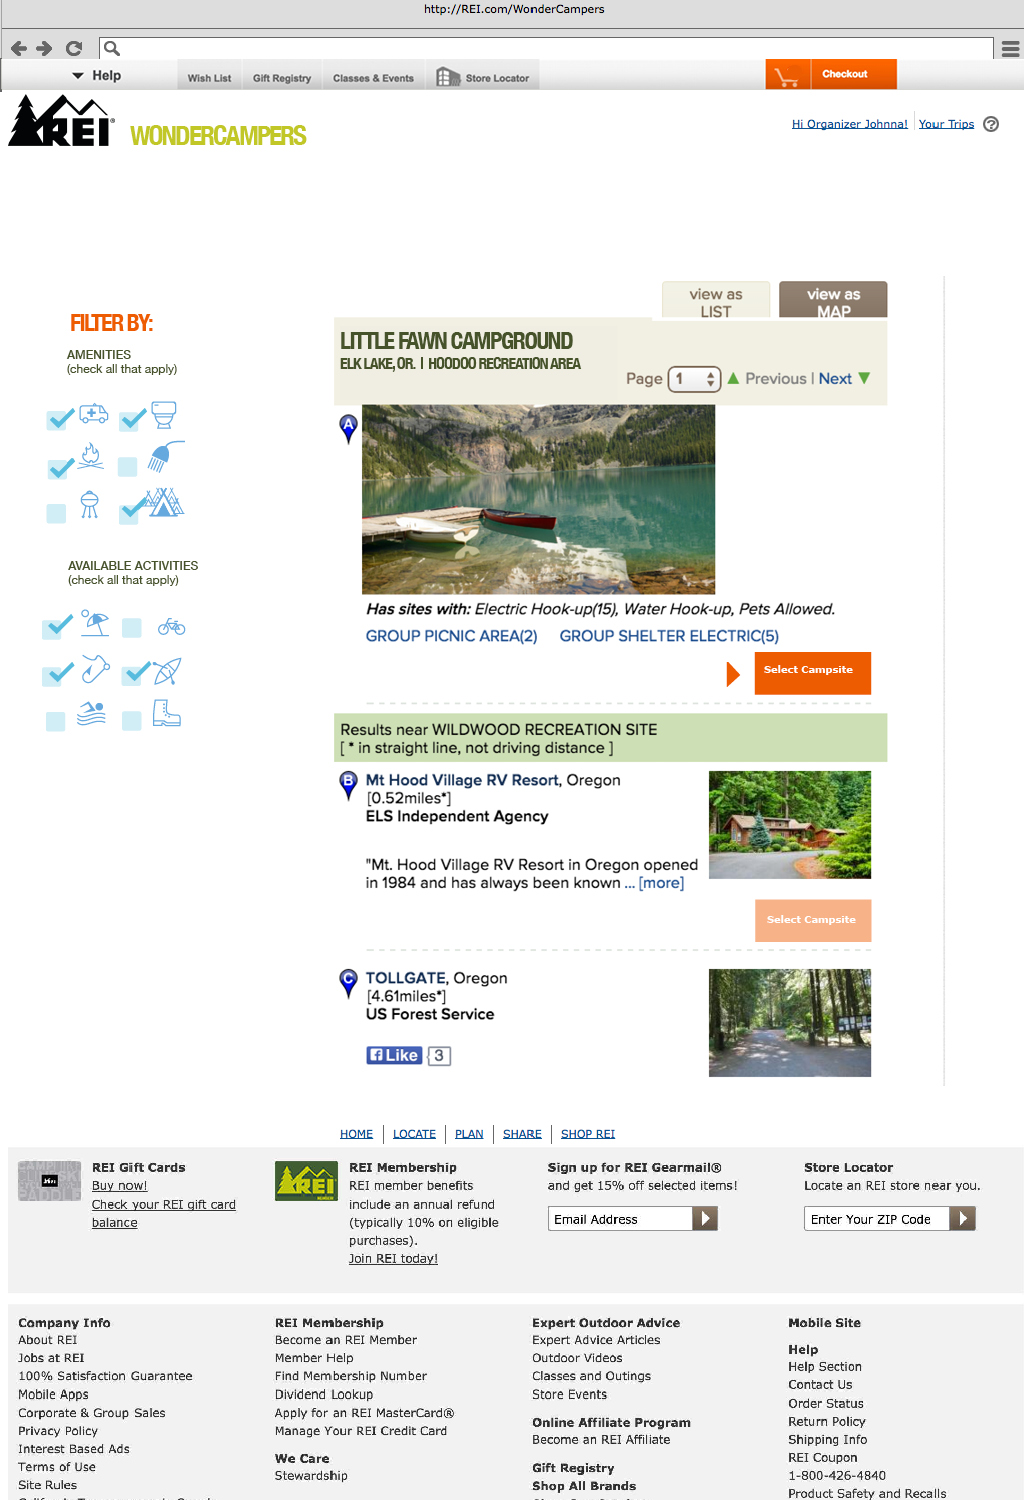 http://REI.com/WonderCampers
Help
Wish List
Gift Registry
Classes & Events
Store Locator
Checkout
REI®
WONDERCAMPERS
Hi Organizer Johnna!
Your Trips
?
view as LIST
view as MAP
FILTER BY:
AMENITIES
(check all that apply)
AVAILABLE ACTIVITIES
(check all that apply)
LITTLE FAWN CAMPGROUND
ELK LAKE, OR. | HOODOO RECREATION AREA
Page 1 ▲ Previous | Next ▼
A
Has sites with: Electric Hook-up(15), Water Hook-up, Pets Allowed.
GROUP PICNIC AREA(2) GROUP SHELTER ELECTRIC(5)
Select Campsite
Results near WILDWOOD RECREATION SITE
[ * in straight line, not driving distance ]
B
Mt Hood Village RV Resort, Oregon
[0.52miles*]
ELS Independent Agency
"Mt. Hood Village RV Resort in Oregon opened
in 1984 and has always been known ... [more]
Select Campsite
C
TOLLGATE, Oregon
[4.61miles*]
US Forest Service
Like 3
HOME
LOCATE
PLAN
SHARE
SHOP REI
REI Gift Cards
Buy now!
Check your REI gift card
balance
REI
REI Membership
REI member benefits
include an annual refund
(typically 10% on eligible
purchases).
Join REI today!
Sign up for REI Gearmail®
and get 15% off selected items!
Email Address
Store Locator
Locate an REI store near you.
Enter Your ZIP Code
Company Info
About REI
Jobs at REI
100% Satisfaction Guarantee
Mobile Apps
Corporate & Group Sales
Privacy Policy
Interest Based Ads
Terms of Use
Site Rules
REI Membership
Become an REI Member
Member Help
Find Membership Number
Dividend Lookup
Apply for an REI MasterCard®
Manage Your REI Credit Card
We Care
Stewardship
Expert Outdoor Advice
Expert Advice Articles
Outdoor Videos
Classes and Outings
Store Events
Online Affiliate Program
Become an REI Affiliate
Gift Registry
Shop All Brands
Mobile Site
Help
Help Section
Contact Us
Order Status
Return Policy
Shipping Info
REI Coupon
1-800-426-4840
Product Safety and Recalls